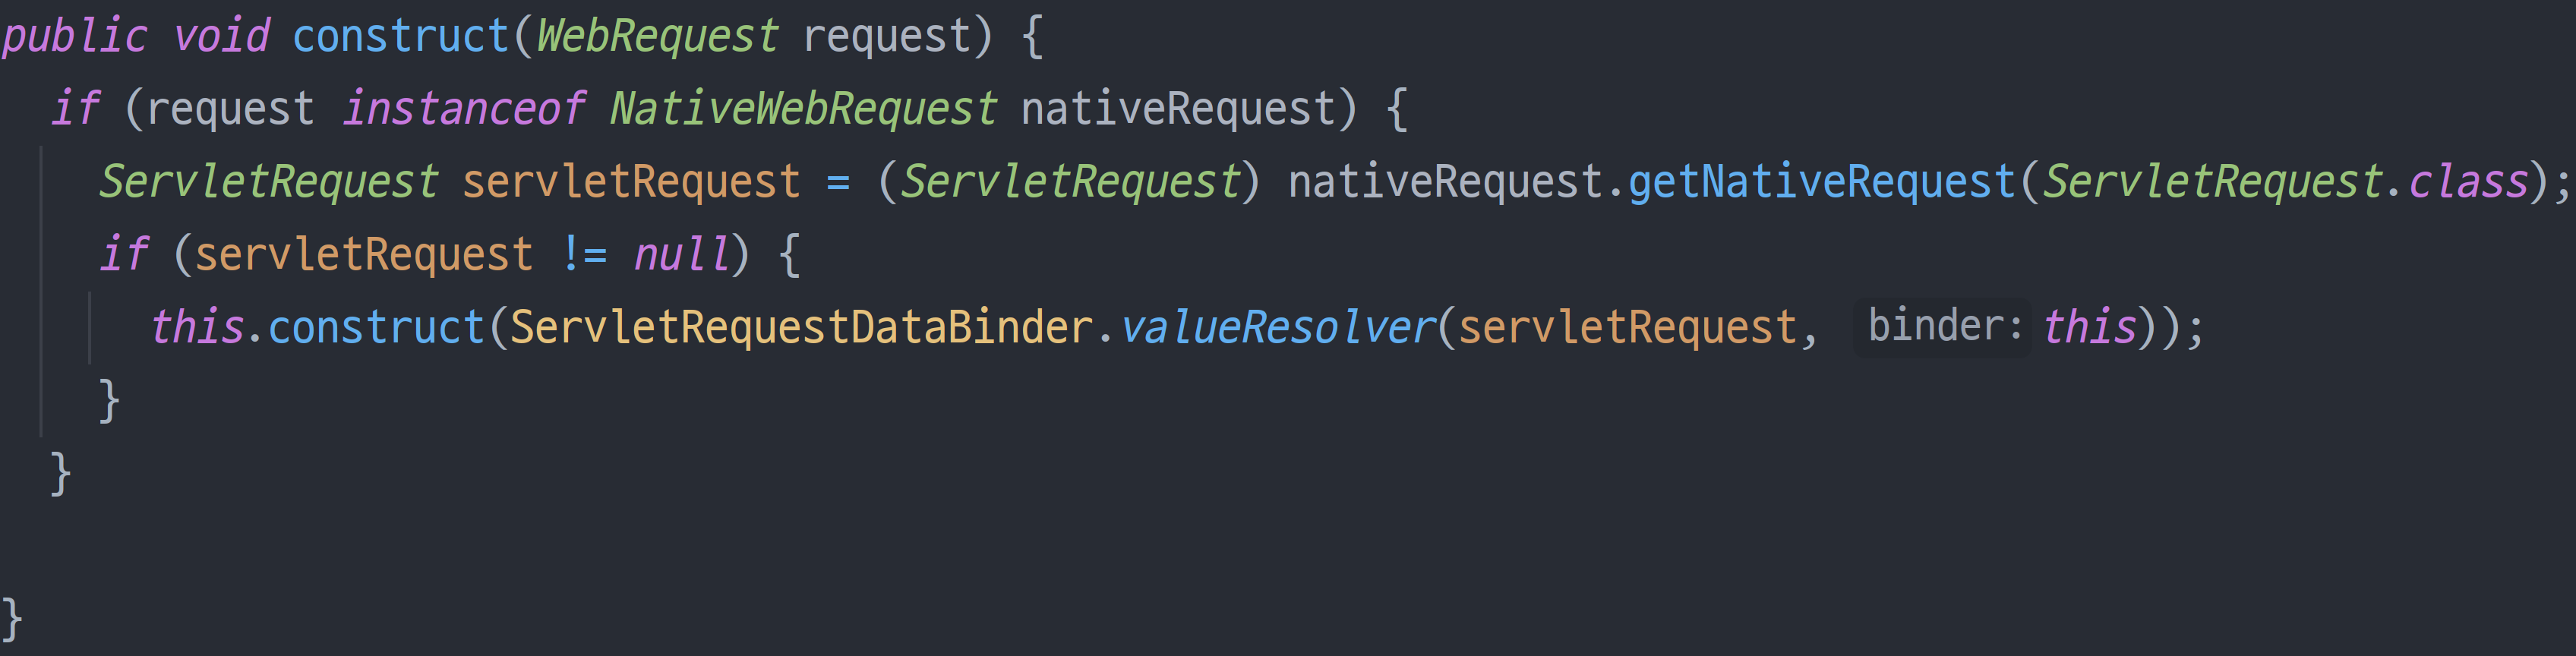 public void construct(WebRequest request) {
  if (request instanceof NativeWebRequest nativeRequest) {
    ServletRequest servletRequest = (ServletRequest) nativeRequest.getNativeRequest(ServletRequest.class);
    if (servletRequest != null) {
      this.construct(ServletRequestDataBinder.valueResolver(servletRequest, binder: this));
    }
  }

}